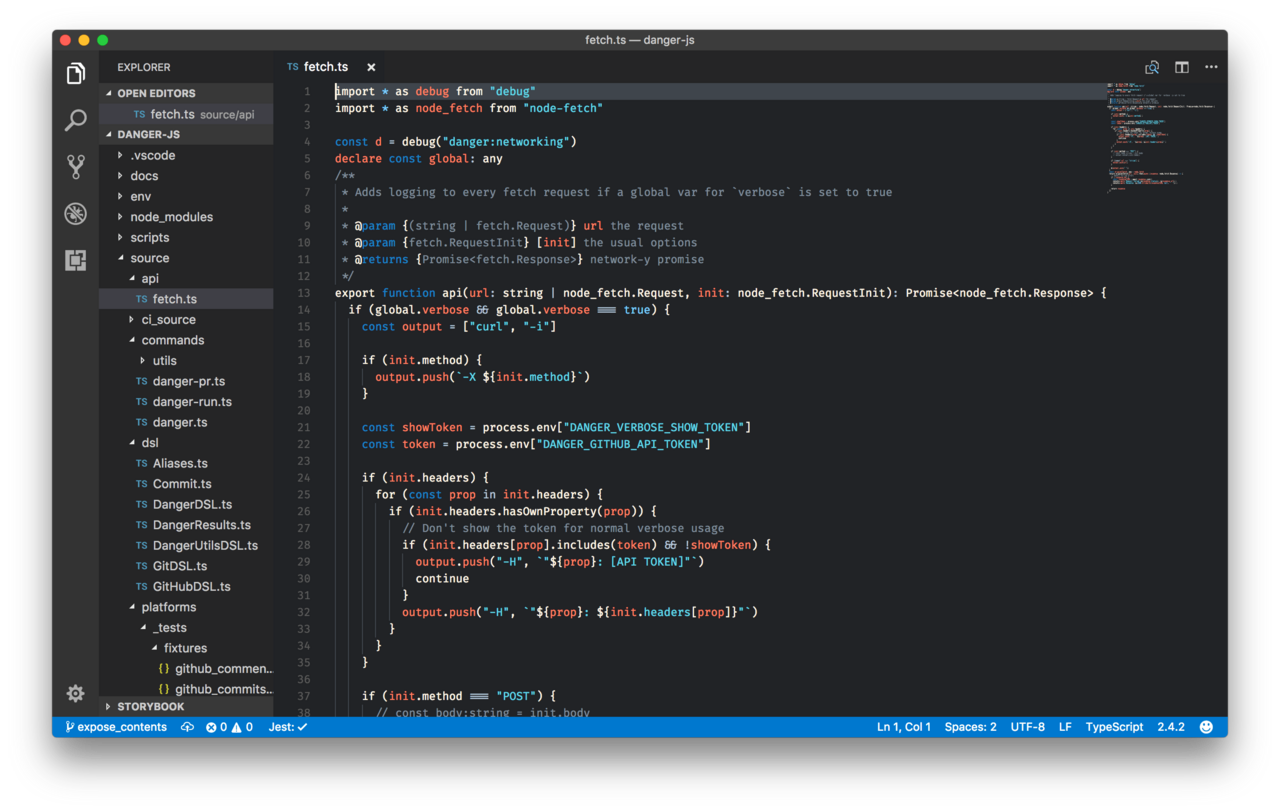 fetch.ts — danger-js
EXPLORER
OPEN EDITORS
TS fetch.ts source/api
DANGER-JS
.vscode
docs
env
node_modules
scripts
source
api
TS fetch.ts
ci_source
commands
utils
TS danger-pr.ts
TS danger-run.ts
TS danger.ts
dsl
TS Aliases.ts
TS Commit.ts
TS DangerDSL.ts
TS DangerResults.ts
TS DangerUtilsDSL.ts
TS GitDSL.ts
TS GitHubDSL.ts
platforms
_tests
fixtures
{} github_commen...
{} github_commits...
STORYBOOK
TS fetch.ts ×
1 import * as debug from "debug"
2 import * as node_fetch from "node-fetch"
3
4 const d = debug("danger:networking")
5 declare const global: any
6 /**
7 * Adds logging to every fetch request if a global var for `verbose` is set to true
8 *
9 * @param {(string | fetch.Request)} url the request
10 * @param {fetch.RequestInit} [init] the usual options
11 * @returns {Promise<fetch.Response>} network-y promise
12 */
13 export function api(url: string | node_fetch.Request, init: node_fetch.RequestInit): Promise<node_fetch.Response> {
14 if (global.verbose && global.verbose === true) {
15 const output = ["curl", "-i"]
16
17 if (init.method) {
18 output.push(`-X ${init.method}`)
19 }
20
21 const showToken = process.env["DANGER_VERBOSE_SHOW_TOKEN"]
22 const token = process.env["DANGER_GITHUB_API_TOKEN"]
23
24 if (init.headers) {
25 for (const prop in init.headers) {
26 if (init.headers.hasOwnProperty(prop)) {
27 // Don't show the token for normal verbose usage
28 if (init.headers[prop].includes(token) && !showToken) {
29 output.push("-H", `"${prop}: [API TOKEN]"`)
30 continue
31 }
32 output.push("-H", `"${prop}: ${init.headers[prop]}"`)
33 }
34 }
35 }
36
37 if (init.method === "POST") {
38 // const body:string = init.body
expose_contents 0 0 Jest: ✓ Ln 1, Col 1 Spaces: 2 UTF-8 LF TypeScript 2.4.2